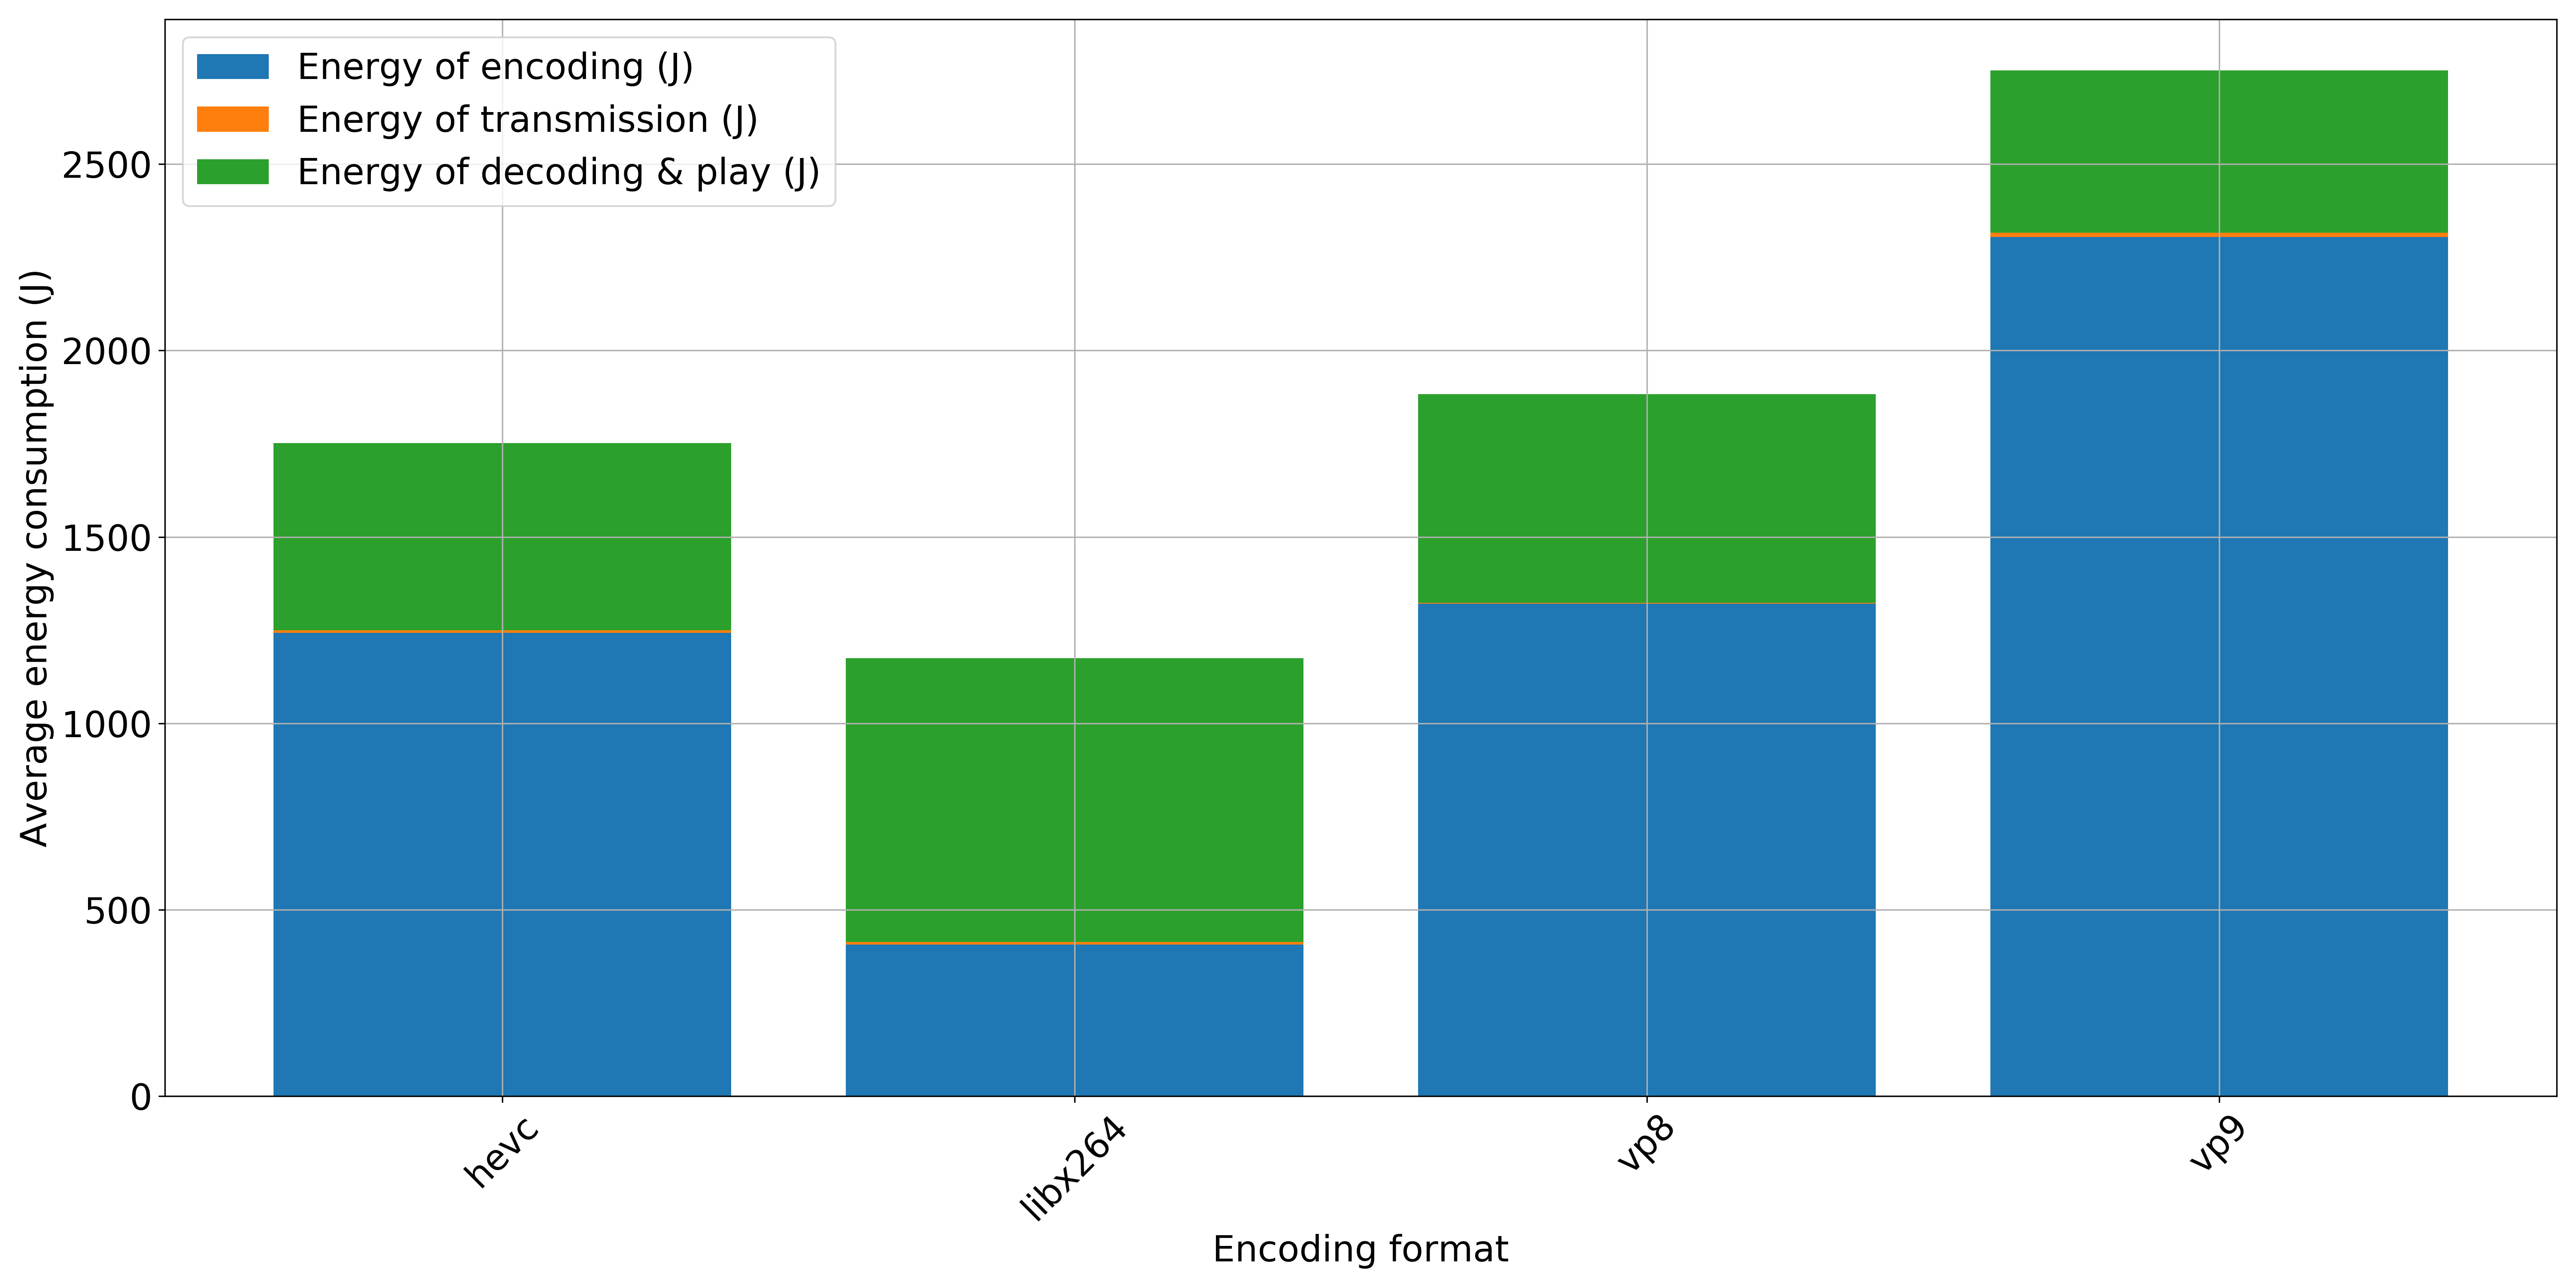 Energy of encoding (J)
Energy of transmission (J)
Energy of decoding & play (J)
Average energy consumption (J)
2500
2000
1500
1000
500
0
hevc
libx264
vp8
vp9
Encoding format